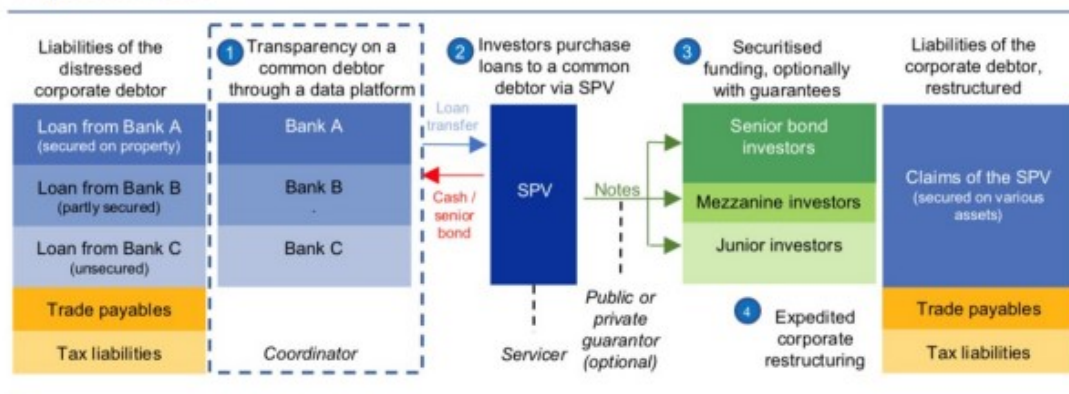 Liabilities of the
distressed
corporate debtor
1
Transparency on a
common debtor
through a data platform
2
Investors purchase
loans to a common
debtor via SPV
3
Securitised
funding, optionally
with guarantees
Liabilities of the
corporate debtor,
restructured
Loan from Bank A
(secured on property)
Loan from Bank B
(partly secured)
Loan from Bank C
(unsecured)
Trade payables
Tax liabilities
Bank A
Bank B
Bank C
Coordinator
Loan
transfer
Cash /
senior
bond
SPV
Servicer
Notes
Public or
private
guarantor
(optional)
Senior bond
investors
Mezzanine investors
Junior investors
4
Expedited
corporate
restructuring
Claims of the SPV
(secured on various
assets)
Trade payables
Tax liabilities